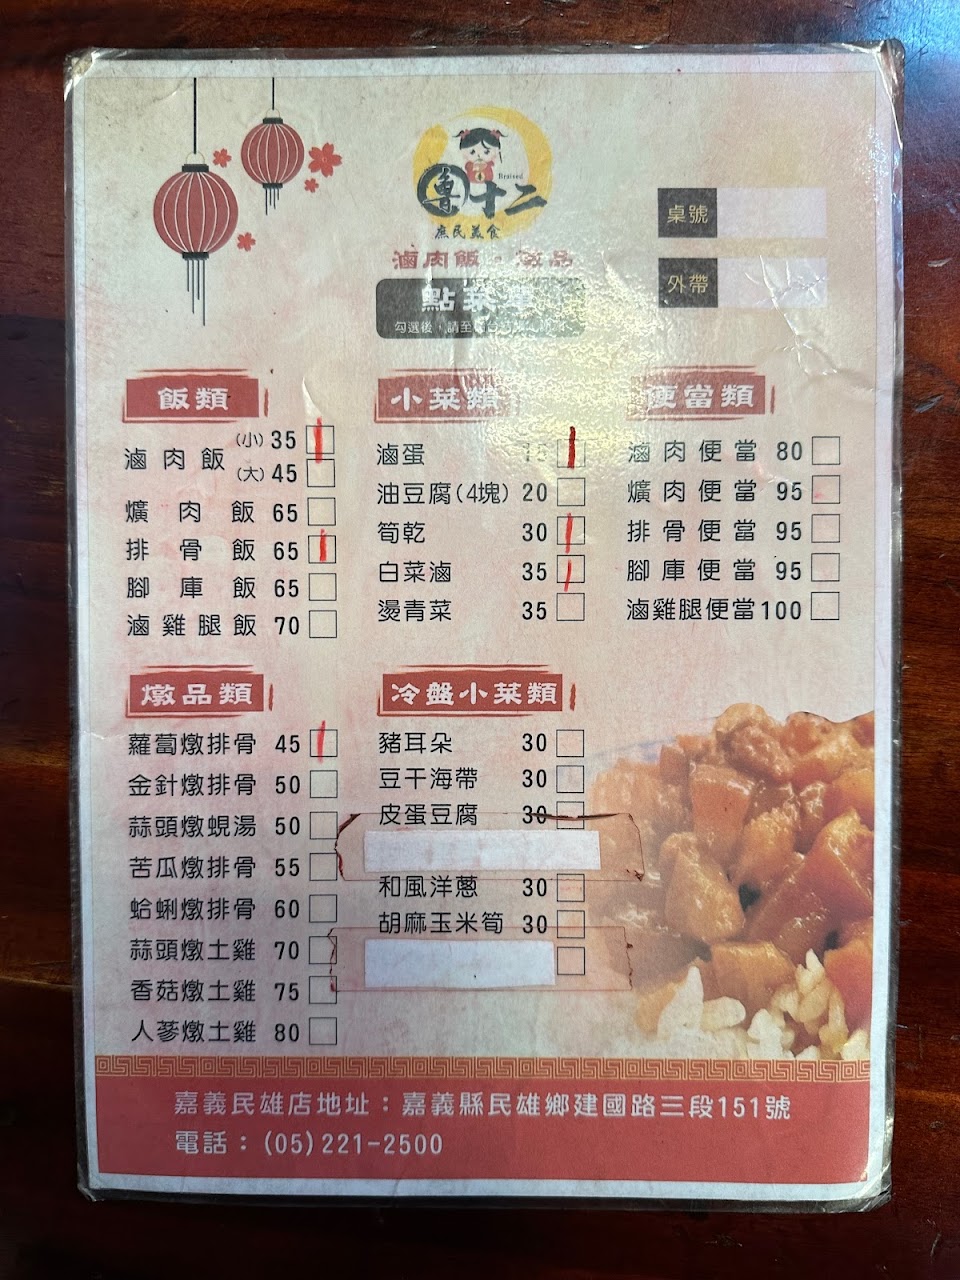 Braised
尊十二
庶民美食
滷肉飯·燉品
點菜單
勾選後，請至
桌號
外帶
飯類
滷肉飯 (小) 35
(大) 45
爌肉飯 65
排骨飯 65
腳庫飯 65
滷雞腿飯 70
小菜類
滷蛋 15
油豆腐(4塊) 20
筍乾 30
白菜滷 35
燙青菜 35
便當類
滷肉便當 80
爌肉便當 95
排骨便當 95
腳庫便當 95
滷雞腿便當 100
燉品類
蘿蔔燉排骨 45
金針燉排骨 50
蒜頭燉蜆湯 50
苦瓜燉排骨 55
蛤蜊燉排骨 60
蒜頭燉土雞 70
香菇燉土雞 75
人蔘燉土雞 80
冷盤小菜類
豬耳朵 30
豆干海帶 30
皮蛋豆腐 30
和風洋蔥 30
胡麻玉米筍 30
嘉義民雄店地址：嘉義縣民雄鄉建國路三段151號
電話：(05)221-2500